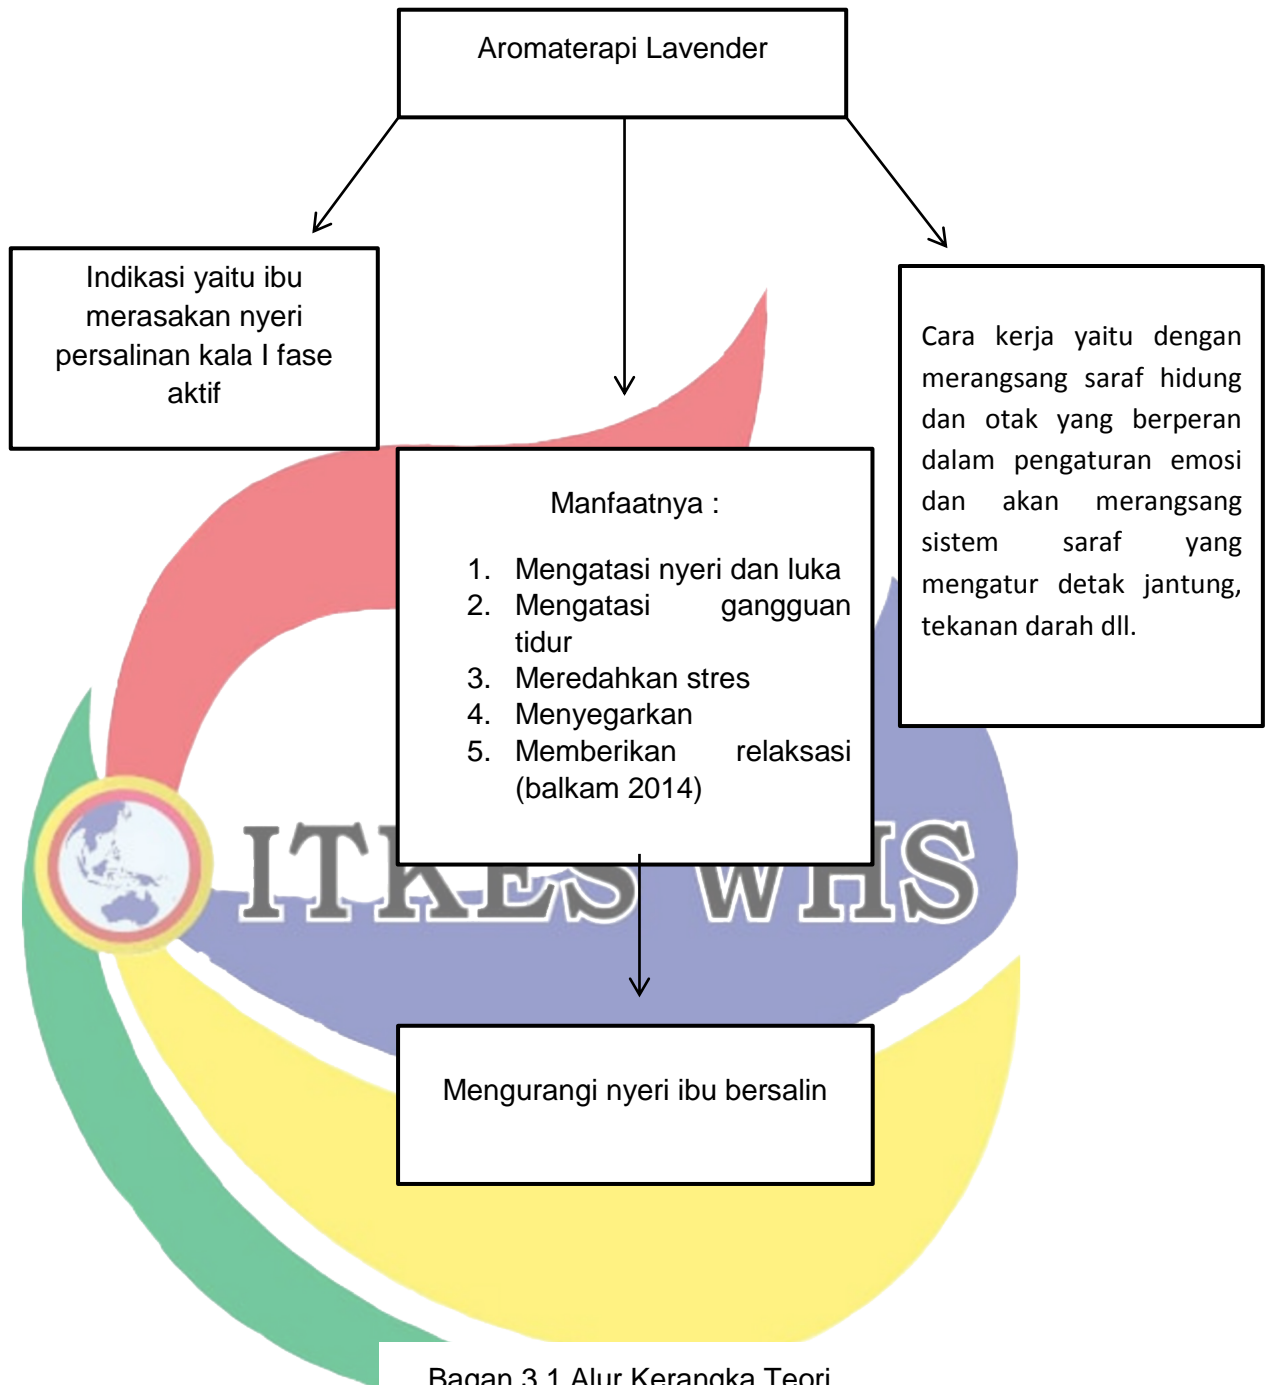 Aromaterapi Lavender
Indikasi yaitu ibu
merasakan nyeri
persalinan kala I fase
aktif
Cara kerja yaitu dengan
merangsang saraf hidung
dan otak yang berperan
dalam pengaturan emosi
dan akan merangsang
sistem saraf yang
mengatur detak jantung,
tekanan darah dll.
Manfaatnya :
1. Mengatasi nyeri dan luka
2. Mengatasi gangguan
tidur
3. Meredahkan stres
4. Menyegarkan
5. Memberikan relaksasi
(balkam 2014)
ITKES WHS
Mengurangi nyeri ibu bersalin
Bagan 3.1 Alur Kerangka Teori